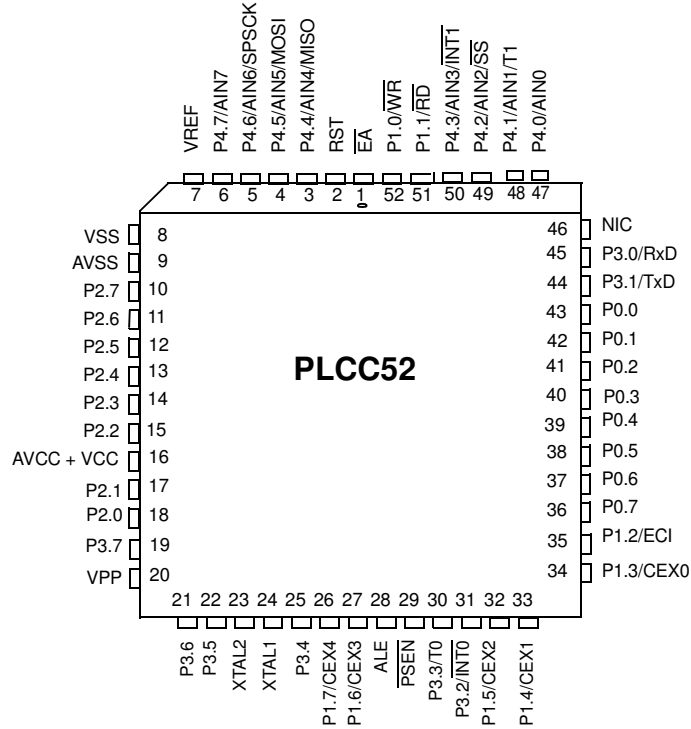 VREF
P4.7/AIN7
P4.6/AIN6/SPSCK
P4.5/AIN5/MOSI
P4.4/AIN4/MISO
RST
EA
P1.0/WR
P1.1/RD
P4.3/AIN3/INT1
P4.2/AIN2/SS
P4.1/AIN1/T1
P4.0/AIN0
7 6 5 4 3 2 1 52 51 50 49 48 47
VSS 8
AVSS 9
P2.7 10
P2.6 11
P2.5 12
P2.4 13
P2.3 14
P2.2 15
AVCC + VCC 16
P2.1 17
P2.0 18
P3.7 19
VPP 20
PLCC52
46 NIC
45 P3.0/RxD
44 P3.1/TxD
43 P0.0
42 P0.1
41 P0.2
40 P0.3
39 P0.4
38 P0.5
37 P0.6
36 P0.7
35 P1.2/ECI
34 P1.3/CEX0
21 22 23 24 25 26 27 28 29 30 31 32 33
P3.6
P3.5
XTAL2
XTAL1
P3.4
P1.7/CEX4
P1.6/CEX3
ALE
PSEN
P3.3/T0
P3.2/INT0
P1.5/CEX2
P1.4/CEX1